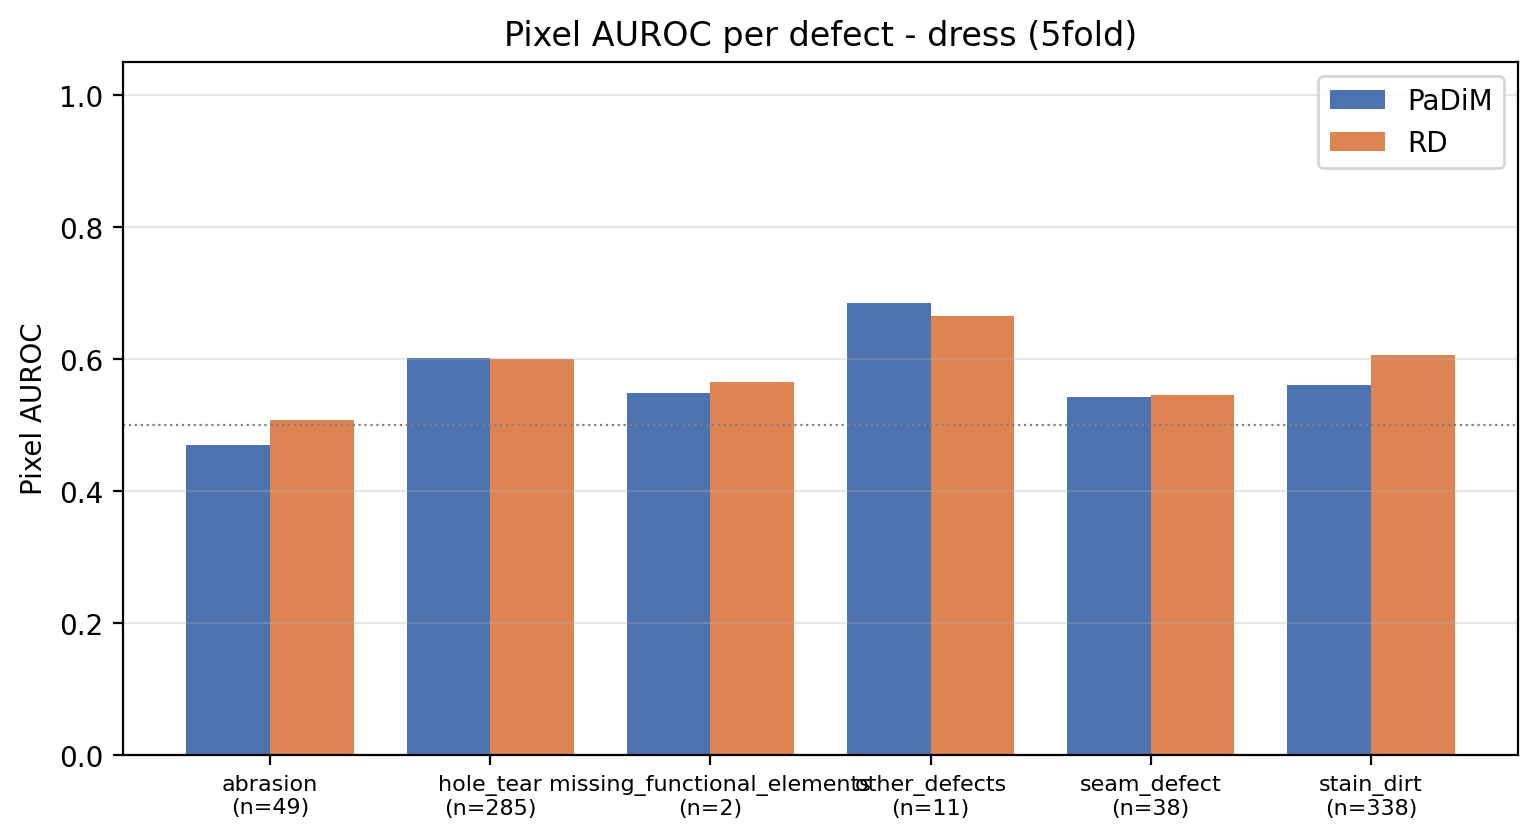 Pixel AUROC per defect - dress (5fold)
PaDiM
RD
Pixel AUROC
1.0
0.8
0.6
0.4
0.2
0.0
abrasion
(n=49)
hole_tear
(n=285)
missing_functional_elements
(n=2)
other_defects
(n=11)
seam_defect
(n=38)
stain_dirt
(n=338)